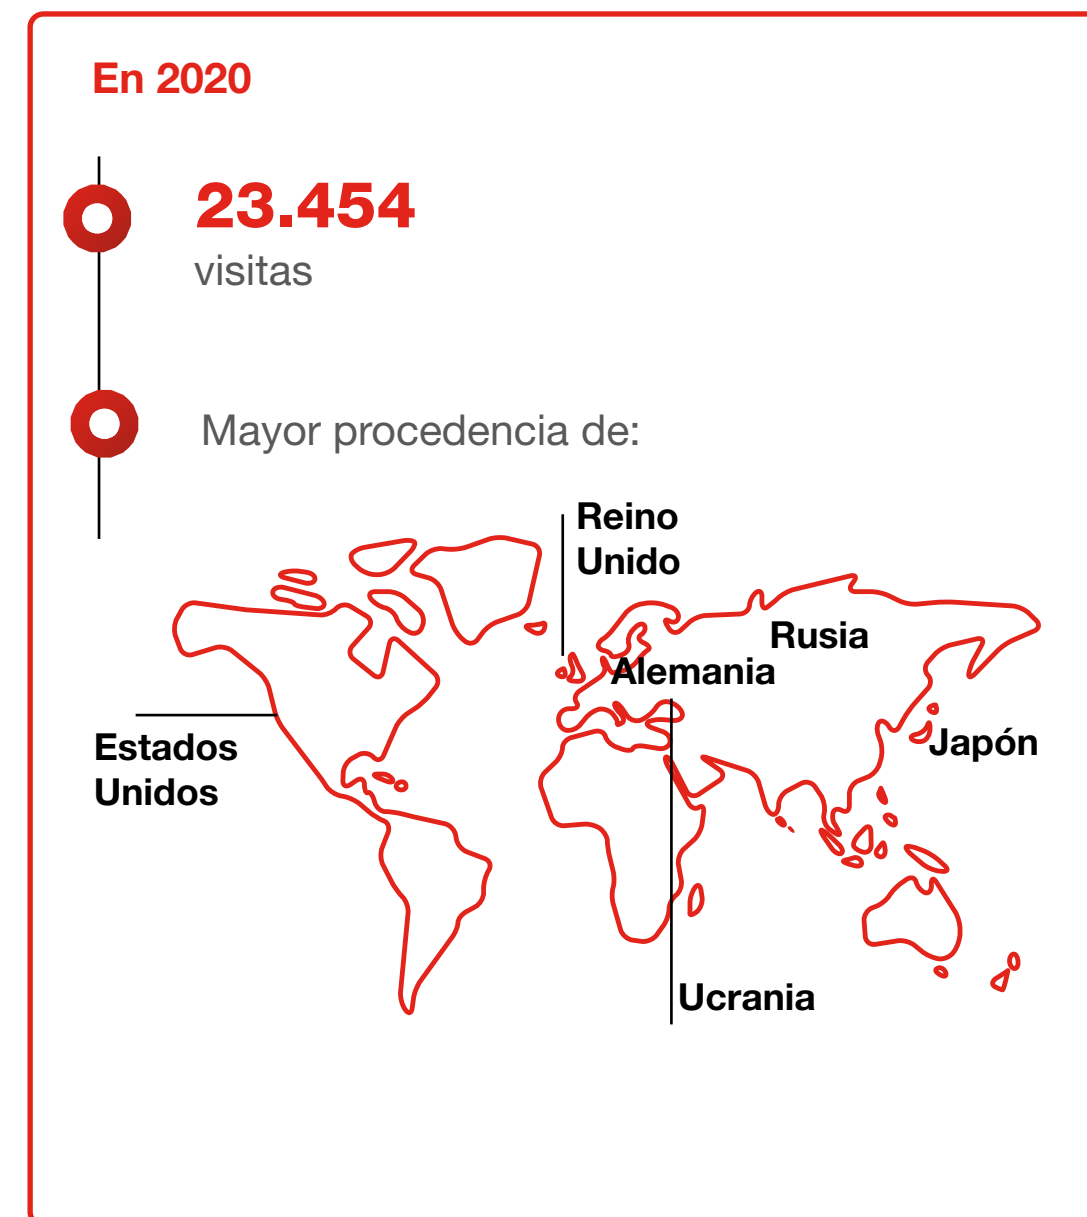 En 2020
23.454
visitas
Mayor procedencia de:
Reino
Unido
Rusia
Alemania
Estados
Unidos
Japón
Ucrania